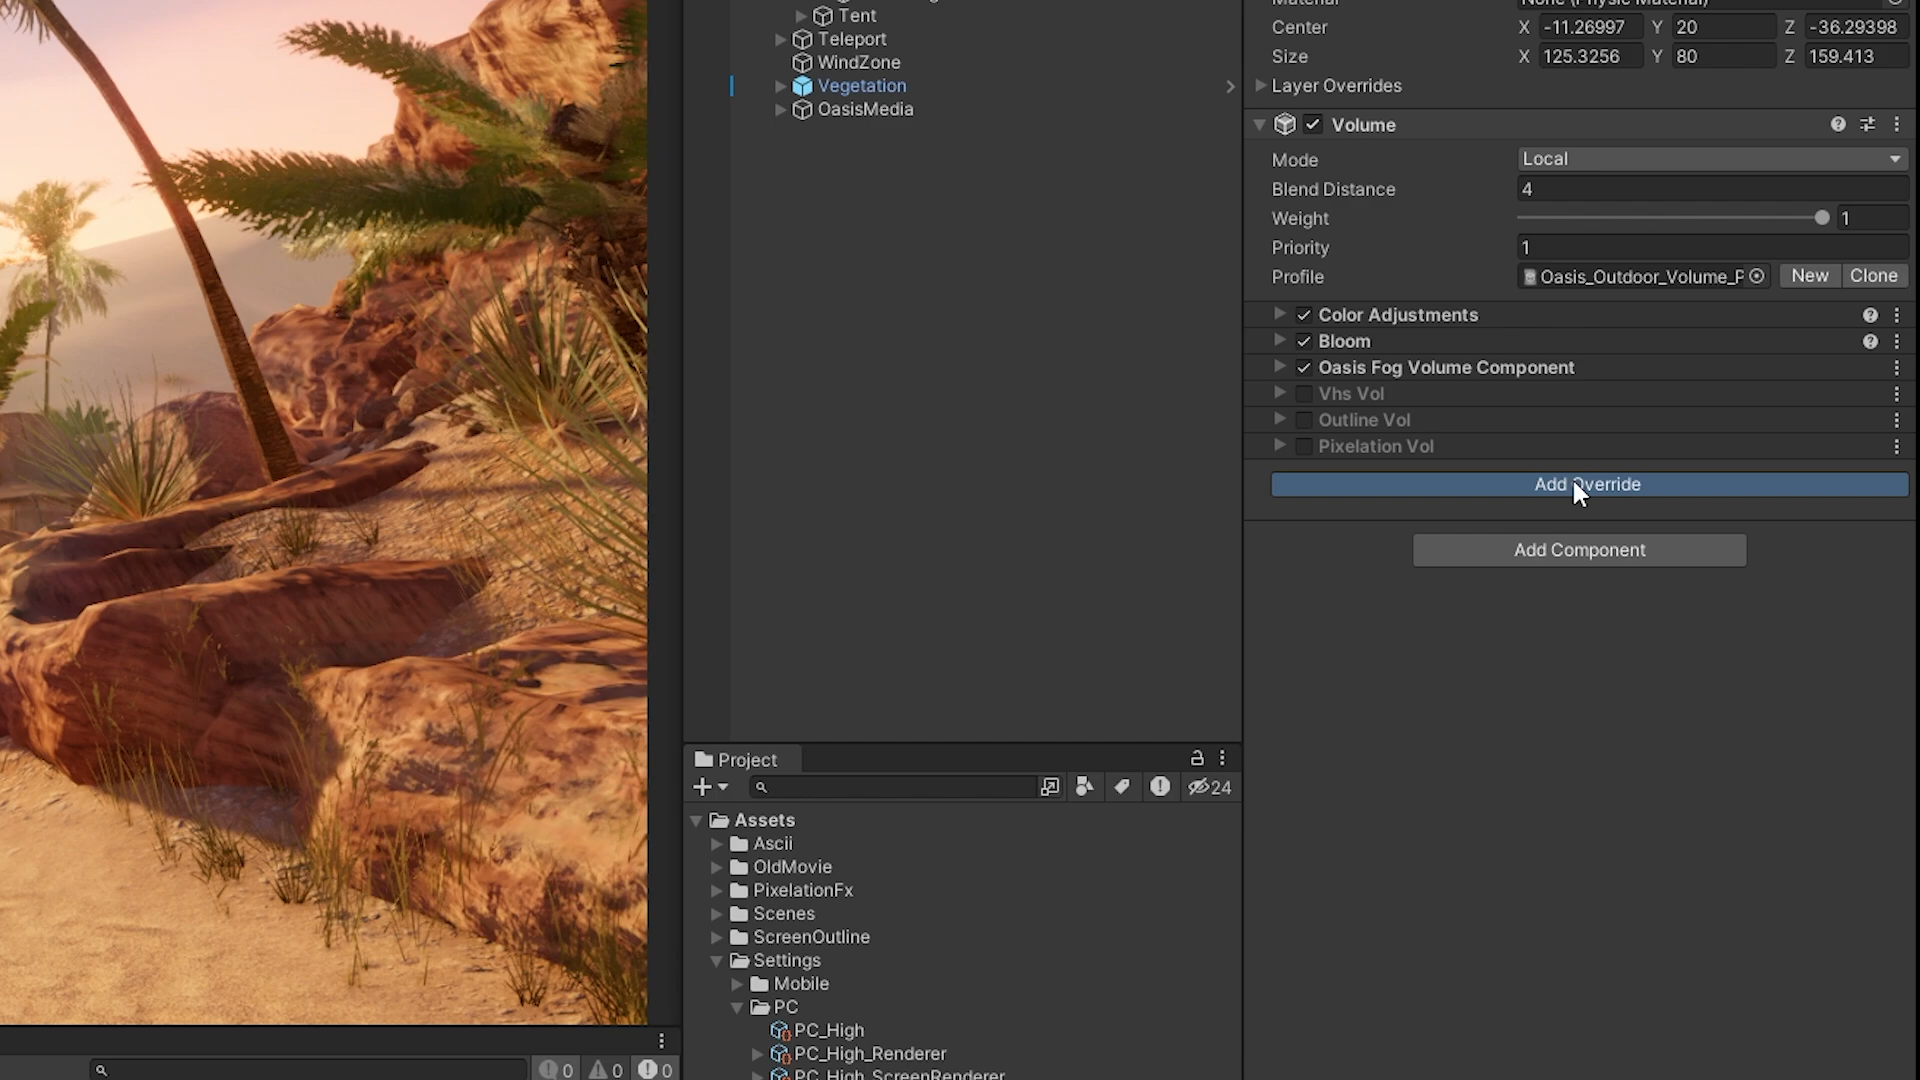 Tent
Teleport
WindZone
Vegetation
OasisMedia
Center X -11.26997 Y 20 Z -36.29398
Size X 125.3256 Y 80 Z 159.413
Layer Overrides
Volume
Mode Local
Blend Distance 4
Weight 1
Priority 1
Profile Oasis_Outdoor_Volume_P New Clone
Color Adjustments
Bloom
Oasis Fog Volume Component
Vhs Vol
Outline Vol
Pixelation Vol
Add Override
Add Component
Project
24
Assets
Ascii
OldMovie
PixelationFx
Scenes
ScreenOutline
Settings
Mobile
PC
PC_High
PC_High_Renderer
PC_High_ScreenRenderer
0 0 0